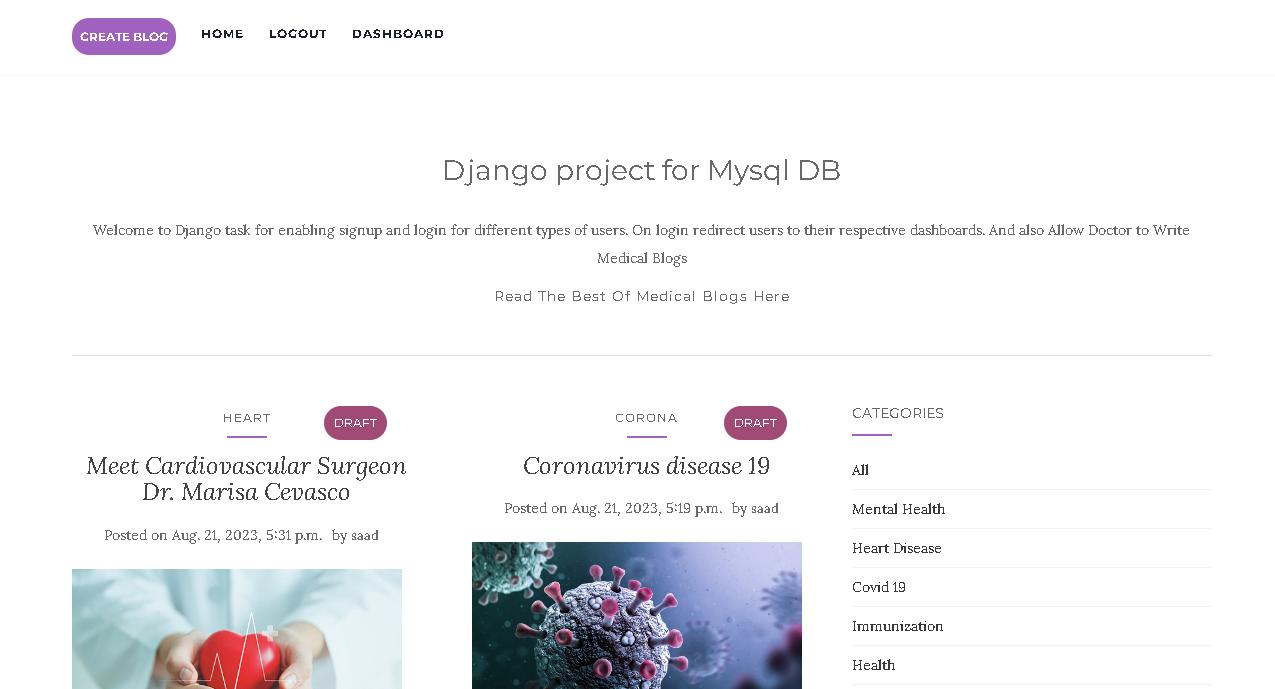 CREATE BLOG
HOME
LOGOUT
DASHBOARD
Django project for Mysql DB
Welcome to Django task for enabling signup and login for different types of users. On login redirect users to their respective dashboards. And also Allow Doctor to Write
Medical Blogs
Read The Best Of Medical Blogs Here
HEART
DRAFT
Meet Cardiovascular Surgeon
Dr. Marisa Cevasco
Posted on Aug. 21, 2023, 5:31 p.m. by saad
CORONA
DRAFT
Coronavirus disease 19
Posted on Aug. 21, 2023, 5:19 p.m. by saad
CATEGORIES
All
Mental Health
Heart Disease
Covid 19
Immunization
Health